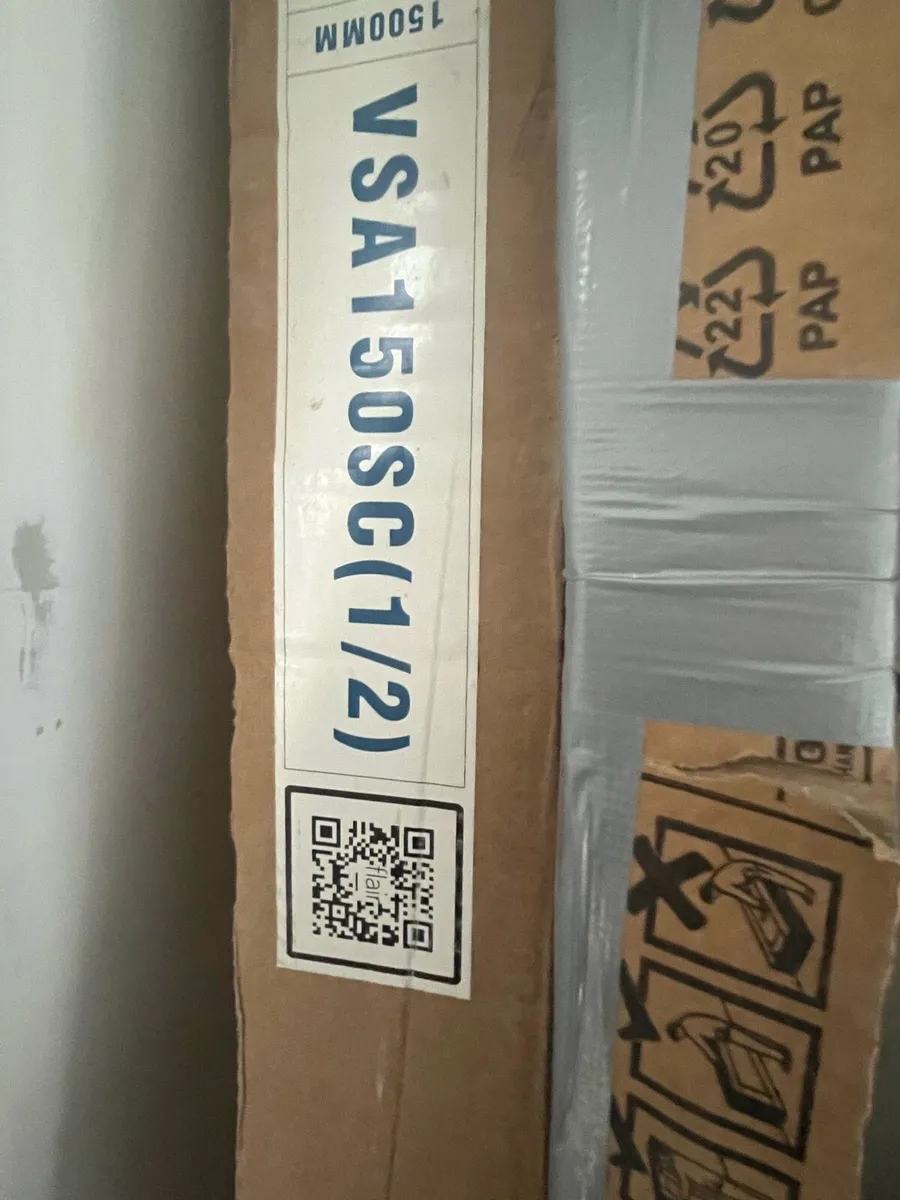 1500MM
VSA150SC(1/2)
flair
20
PAP
22
PAP